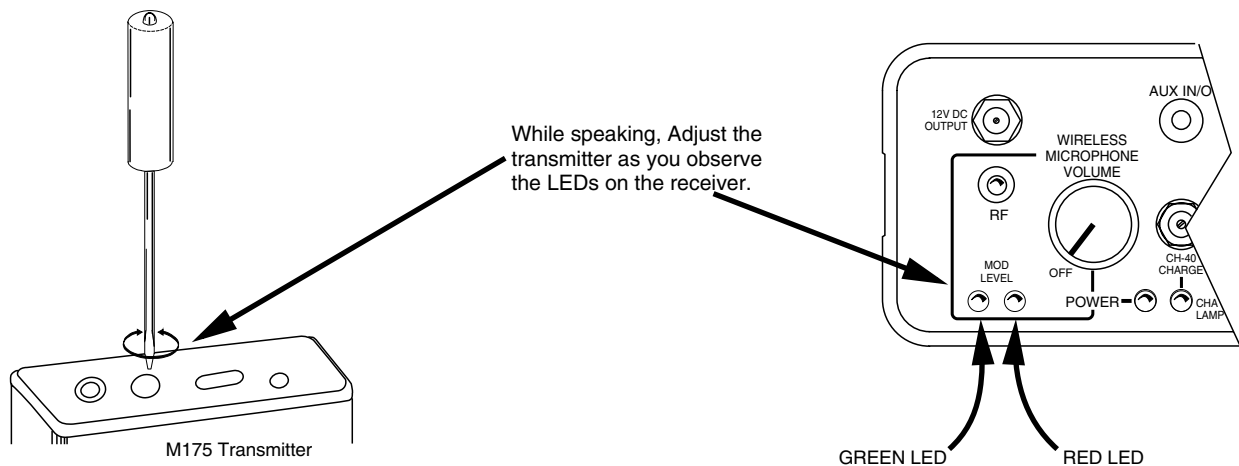 While speaking, Adjust the
transmitter as you observe
the LEDs on the receiver.
M175 Transmitter
12V DC
OUTPUT
AUX IN/O
WIRELESS
MICROPHONE
VOLUME
RF
OFF
MOD
LEVEL
CH-40
CHARGE
POWER
CHA
LAMP
GREEN LED
RED LED